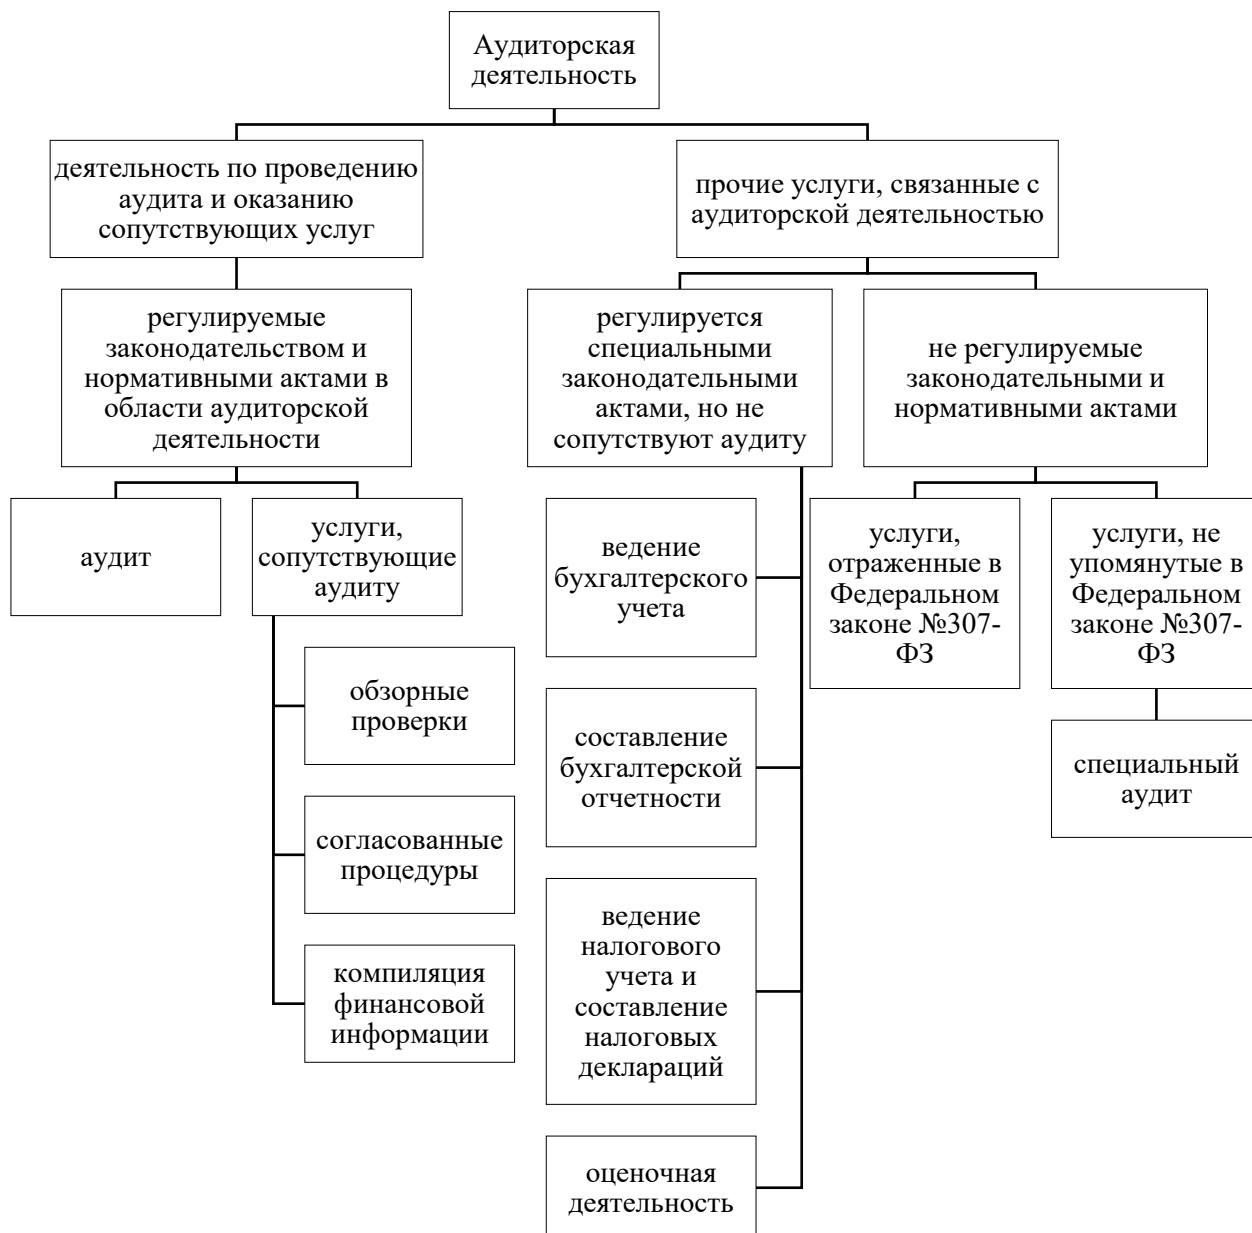 Аудиторская
деятельность
деятельность по проведению
аудита и оказанию
сопутствующих услуг
прочие услуги, связанные с
аудиторской деятельностью
регулируемые
законодательством и
нормативными актами в
области аудиторской
деятельности
регулируется
специальными
законодательными
актами, но не
сопутствуют аудиту
не регулируемые
законодательными и
нормативными актами
аудит
услуги,
сопутствующие
аудиту
обзорные
проверки
согласованные
процедуры
компиляция
финансовой
информации
ведение
бухгалтерского
учета
составление
бухгалтерской
отчетности
ведение
налогового
учета и
составление
налоговых
деклараций
оценочная
деятельность
услуги,
отраженные в
Федеральном
законе №307-
ФЗ
услуги, не
упомянутые в
Федеральном
законе №307-
ФЗ
специальный
аудит